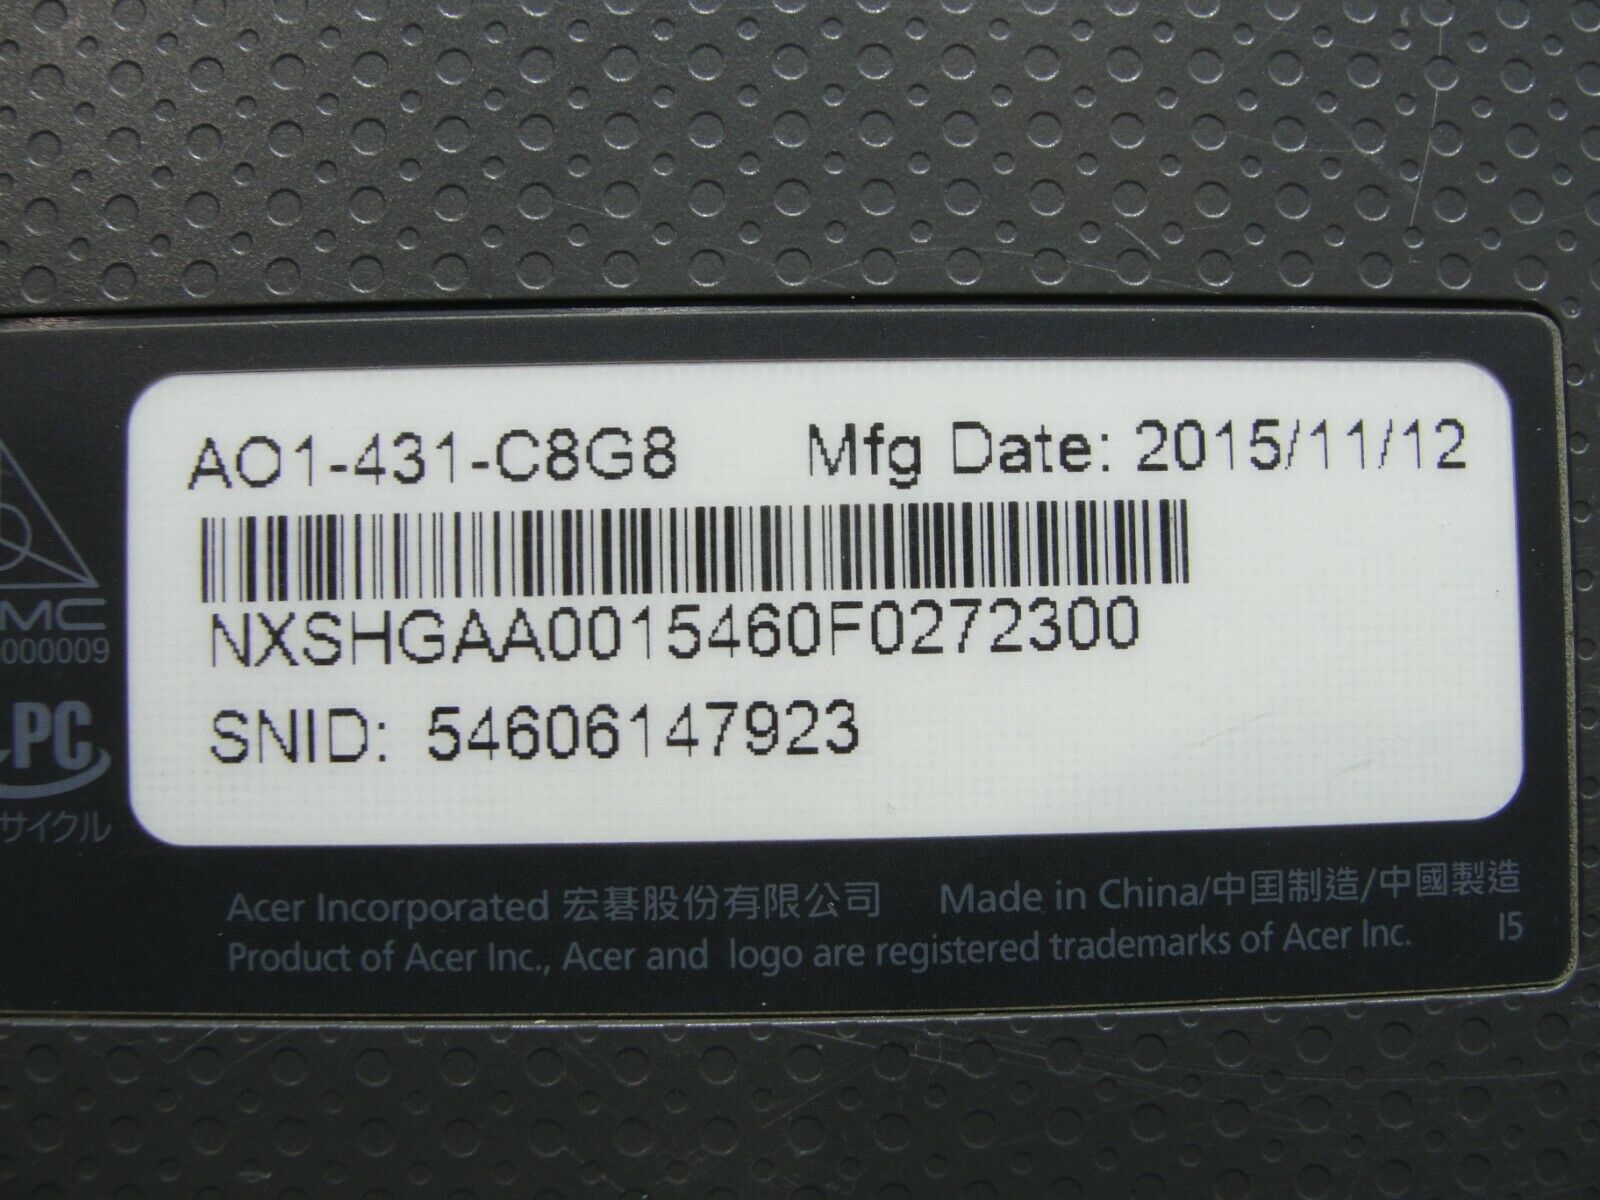 AO1-431-C8G8 Mfg Date: 2015/11/12
NXSHGAA0015460F0272300
SNID: 54606147923
MC
000009
PC
サイクル
Acer Incorporated 宏碁股份有限公司 Made in China/中国制造/中國製造
Product of Acer Inc., Acer and logo are registered trademarks of Acer Inc. I5